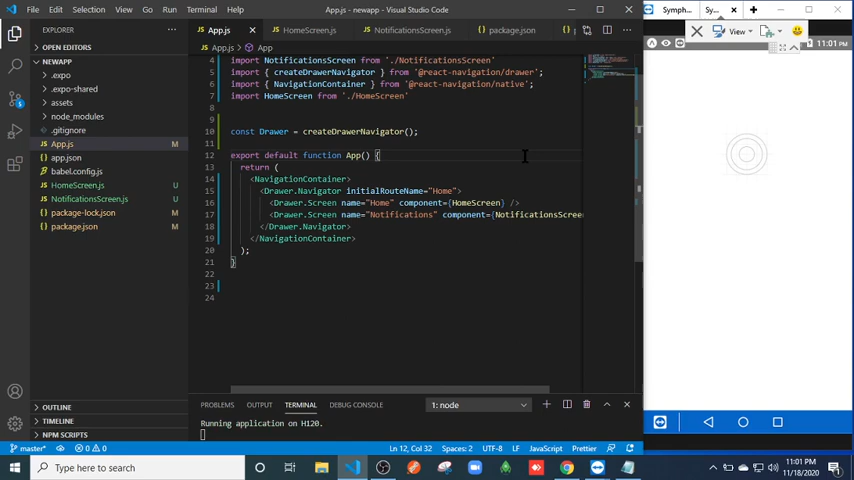 File Edit Selection View Go Run Terminal Help App.js - newapp - Visual Studio Code
Symph... Sy...
EXPLORER ... App.js HomeScreen.js NotificationsScreen.js package.json
View
OPEN EDITORS App.js > App
11:01 PM
NEWAPP
4 import NotificationsScreen from './NotificationsScreen'
.expo 5 import { createDrawerNavigator } from '@react-navigation/drawer';
.expo-shared 6 import { NavigationContainer } from '@react-navigation/native';
assets 7 import HomeScreen from './HomeScreen'
node_modules 8
.gitignore 9
App.js M 10 const Drawer = createDrawerNavigator();
app.json 11
babel.config.js 12 export default function App() {
HomeScreen.js U 13 return (
NotificationsScreen.js U 14 <NavigationContainer>
package-lock.json M 15 <Drawer.Navigator initialRouteName="Home">
package.json M 16 <Drawer.Screen name="Home" component={HomeScreen} />
17 <Drawer.Screen name="Notifications" component={NotificationsScreen
18 </Drawer.Navigator>
19 </NavigationContainer>
20 );
21 }
22
23
24
OUTLINE PROBLEMS OUTPUT TERMINAL DEBUG CONSOLE 1: node
TIMELINE Running application on H120.
NPM SCRIPTS
master* 0 0 Ln 12, Col 32 Spaces: 2 UTF-8 LF JavaScript Prettier
5
Type here to search
11:01 PM
11/18/2020